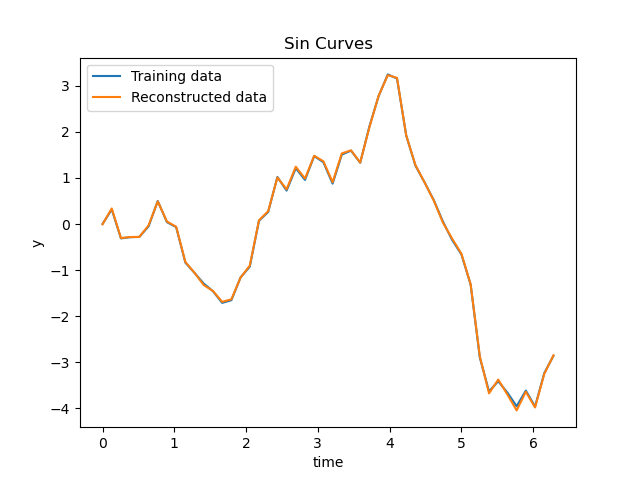 Sin Curves
Training data
Reconstructed data
y
3
2
1
0
−1
−2
−3
−4
0 1 2 3 4 5 6
time